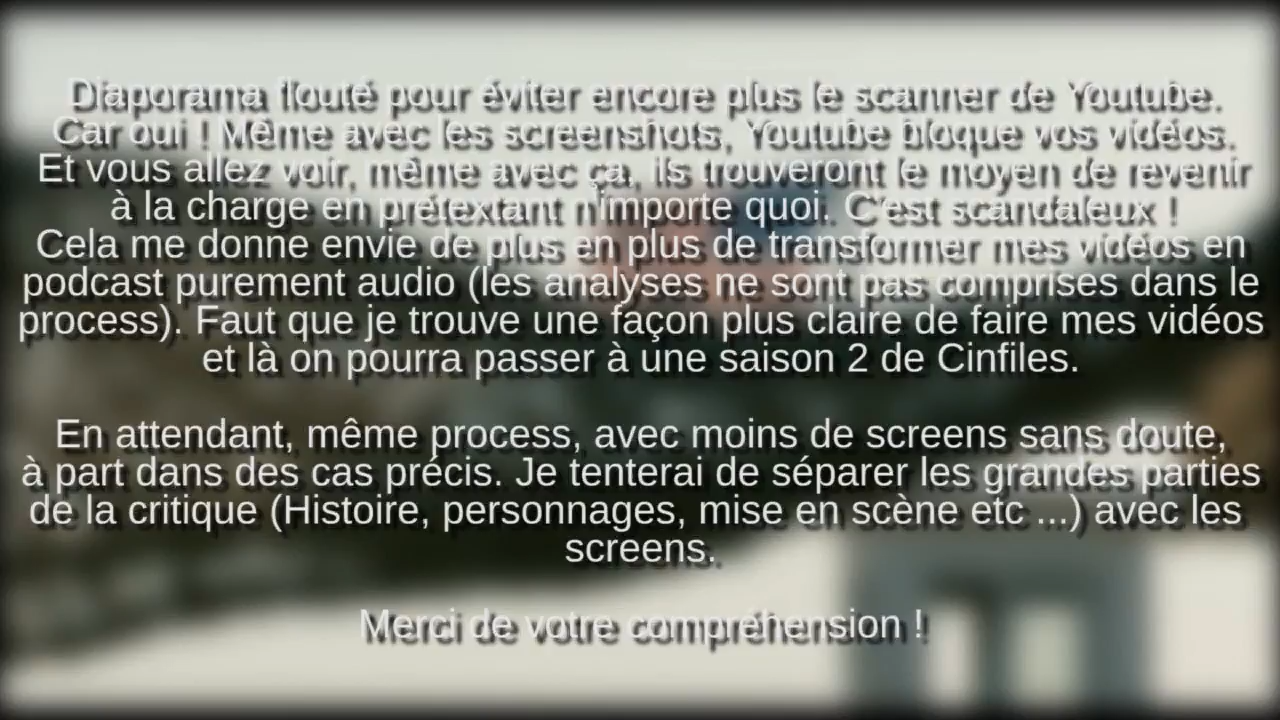 Diaporama flouté pour éviter encore plus le scanner de Youtube.
Car oui ! Même avec les screenshots, Youtube bloque vos vidéos.
Et vous allez voir, même avec ça, ils trouveront le moyen de revenir
à la charge en prétextant n'importe quoi. C'est scandaleux !
Cela me donne envie de plus en plus de transformer mes vidéos en
podcast purement audio (les analyses ne sont pas comprises dans le
process). Faut que je trouve une façon plus claire de faire mes vidéos
et là on pourra passer à une saison 2 de Cinfiles.
En attendant, même process, avec moins de screens sans doute,
à part dans des cas précis. Je tenterai de séparer les grandes parties
de la critique (Histoire, personnages, mise en scène etc ...) avec les
screens.
Merci de votre compréhension !